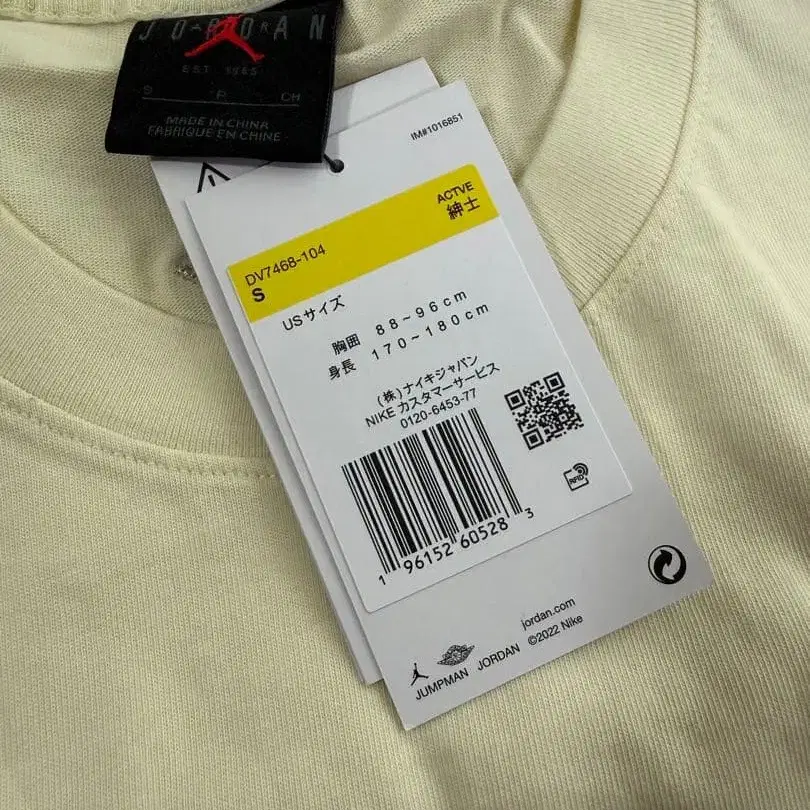 JORDAN
EST. 1985
S P CH
MADE IN CHINA
FABRIQUE EN CHINE
IM#1016851
ACTVE
紳士
DV7468-104
S
USサイズ
胸囲 88~96cm
身長 170~180cm
(株)ナイキジャパン
NIKE カスタマーサービス
0120-6453-77
RFID
1 96152 60528 3
jordan.com
JUMPMAN JORDAN ©2022 Nike